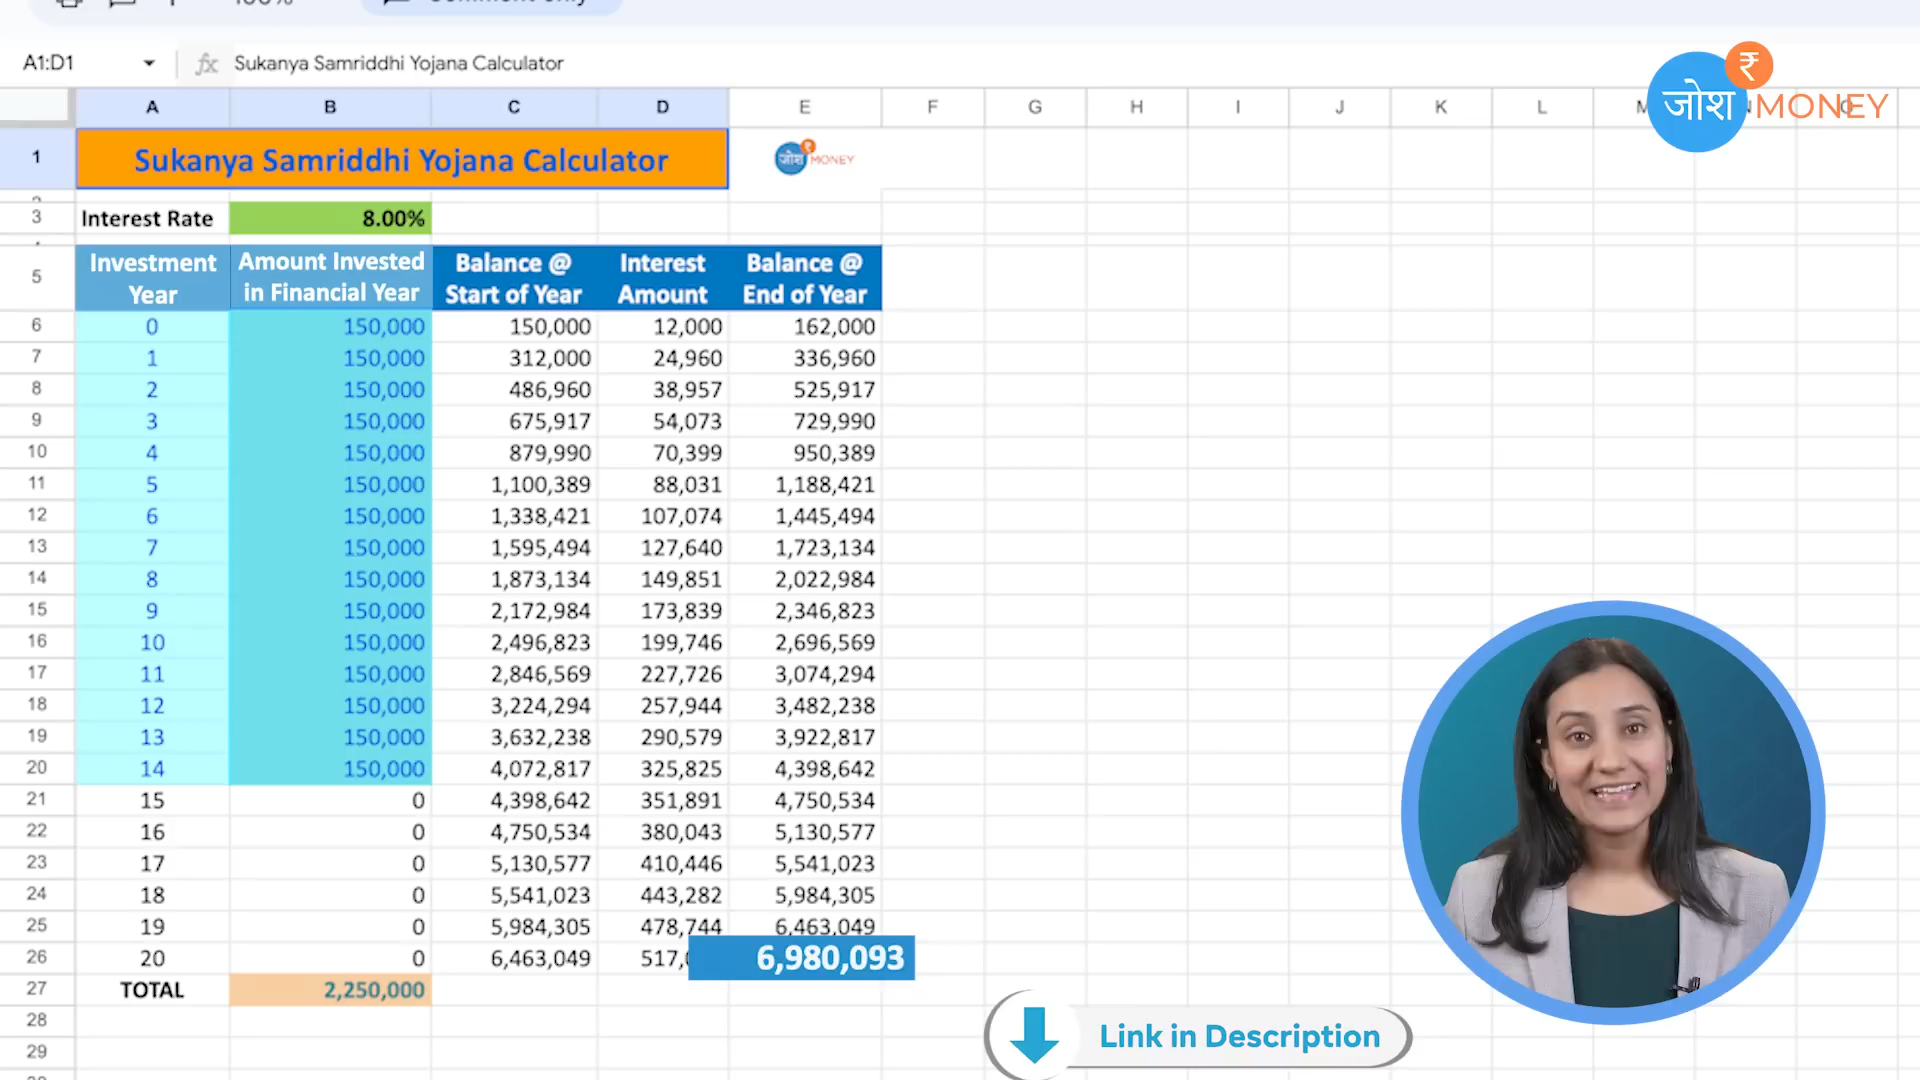 A1:D1
fx Sukanya Samriddhi Yojana Calculator
जोश ₹ MONEY
A B C D E F G H I J K L M
1 Sukanya Samriddhi Yojana Calculator जोश ₹ MONEY
3 Interest Rate 8.00%
5 Investment Year Amount Invested in Financial Year Balance @ Start of Year Interest Amount Balance @ End of Year
6 0 150,000 150,000 12,000 162,000
7 1 150,000 312,000 24,960 336,960
8 2 150,000 486,960 38,957 525,917
9 3 150,000 675,917 54,073 729,990
10 4 150,000 879,990 70,399 950,389
11 5 150,000 1,100,389 88,031 1,188,421
12 6 150,000 1,338,421 107,074 1,445,494
13 7 150,000 1,595,494 127,640 1,723,134
14 8 150,000 1,873,134 149,851 2,022,984
15 9 150,000 2,172,984 173,839 2,346,823
16 10 150,000 2,496,823 199,746 2,696,569
17 11 150,000 2,846,569 227,726 3,074,294
18 12 150,000 3,224,294 257,944 3,482,238
19 13 150,000 3,632,238 290,579 3,922,817
20 14 150,000 4,072,817 325,825 4,398,642
21 15 0 4,398,642 351,891 4,750,534
22 16 0 4,750,534 380,043 5,130,577
23 17 0 5,130,577 410,446 5,541,023
24 18 0 5,541,023 443,282 5,984,305
25 19 0 5,984,305 478,744 6,463,049
26 20 0 6,463,049 517, 6,980,093
27 TOTAL 2,250,000
28
29
Link in Description